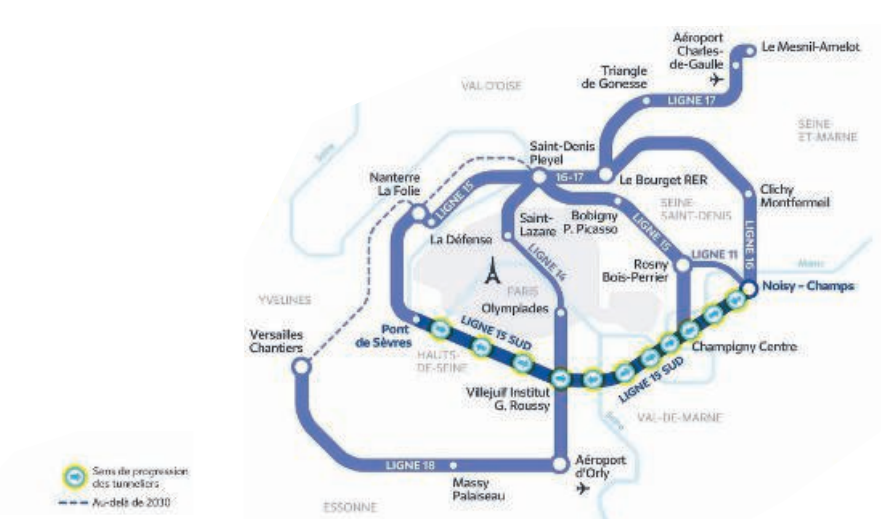 Aéroport
Charles-
de-Gaulle
Le Mesnil-Amelot
Triangle
de Gonesse
VAL-D'OISE
LIGNE 17
SEINE-
ET-MARNE
Saint-Denis
Pleyel
16-17
Le Bourget RER
Nanterre
La Folie
LIGNE 15
Clichy
Montfermeil
SEINE-
SAINT-DENIS
Saint-
Lazare
Bobigny
P. Picasso
La Défense
LIGNE 14
LIGNE 15
LIGNE 11
LIGNE 16
Rosny
Bois-Perrier
Marne
Seine
PARIS
Noisy – Champs
YVELINES
Olympiades
Versailles
Chantiers
Pont
de Sèvres
LIGNE 15 SUD
HAUTS-
DE-SEINE
Champigny Centre
LIGNE 15 SUD
Villejuif Institut
G. Roussy
VAL-DE-MARNE
Seine
LIGNE 18
Massy
Palaiseau
Aéroport
d'Orly
ESSONNE
Sens de progression
des tunneliers
Au-delà de 2030